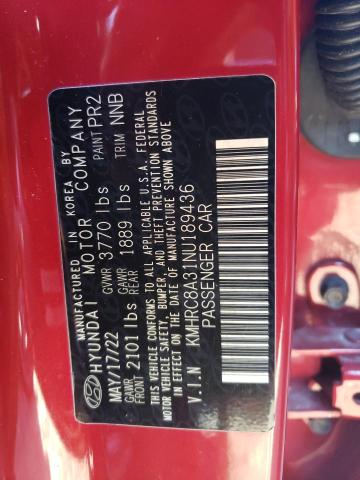 MANUFACTURED IN KOREA BY
HYUNDAI MOTOR COMPANY
MAY/17/22 GVWR 3770 lbs PAINT PR2
GAWR FRONT 2101 lbs GAWR REAR 1889 lbs TRIM NNB
THIS VEHICLE CONFORMS TO ALL APPLICABLE U.S.A. FEDERAL
MOTOR VEHICLE SAFETY, BUMPER, AND THEFT PREVENTION STANDARDS
IN EFFECT ON THE DATE OF MANUFACTURE SHOWN ABOVE
V.I.N KMHRC8A31NU189436
PASSENGER CAR